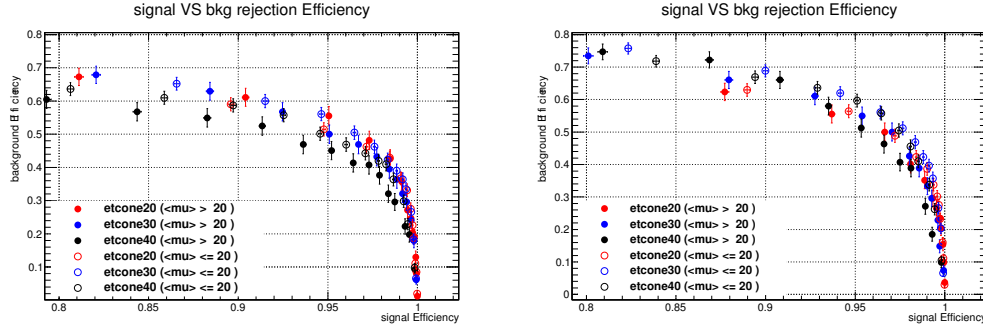 signal VS bkg rejection Efficiency
background Efficiency
0.8
0.7
0.6
0.5
0.4
0.3
0.2
0.1
etcone20 (<mu> > 20 )
etcone30 (<mu> > 20 )
etcone40 (<mu> > 20 )
etcone20 (<mu> <= 20 )
etcone30 (<mu> <= 20 )
etcone40 (<mu> <= 20 )
0.8
0.85
0.9
0.95
1
signal Efficiency
signal VS bkg rejection Efficiency
background Efficiency
0.8
0.7
0.6
0.5
0.4
0.3
0.2
0.1
0
etcone20 (<mu> > 20 )
etcone30 (<mu> > 20 )
etcone40 (<mu> > 20 )
etcone20 (<mu> <= 20 )
etcone30 (<mu> <= 20 )
etcone40 (<mu> <= 20 )
0.8
0.85
0.9
0.95
1
signal Efficiency